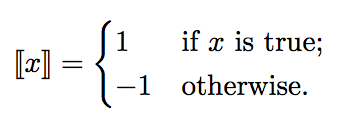 ⟦x⟧ = { 1 if x is true;
−1 otherwise.